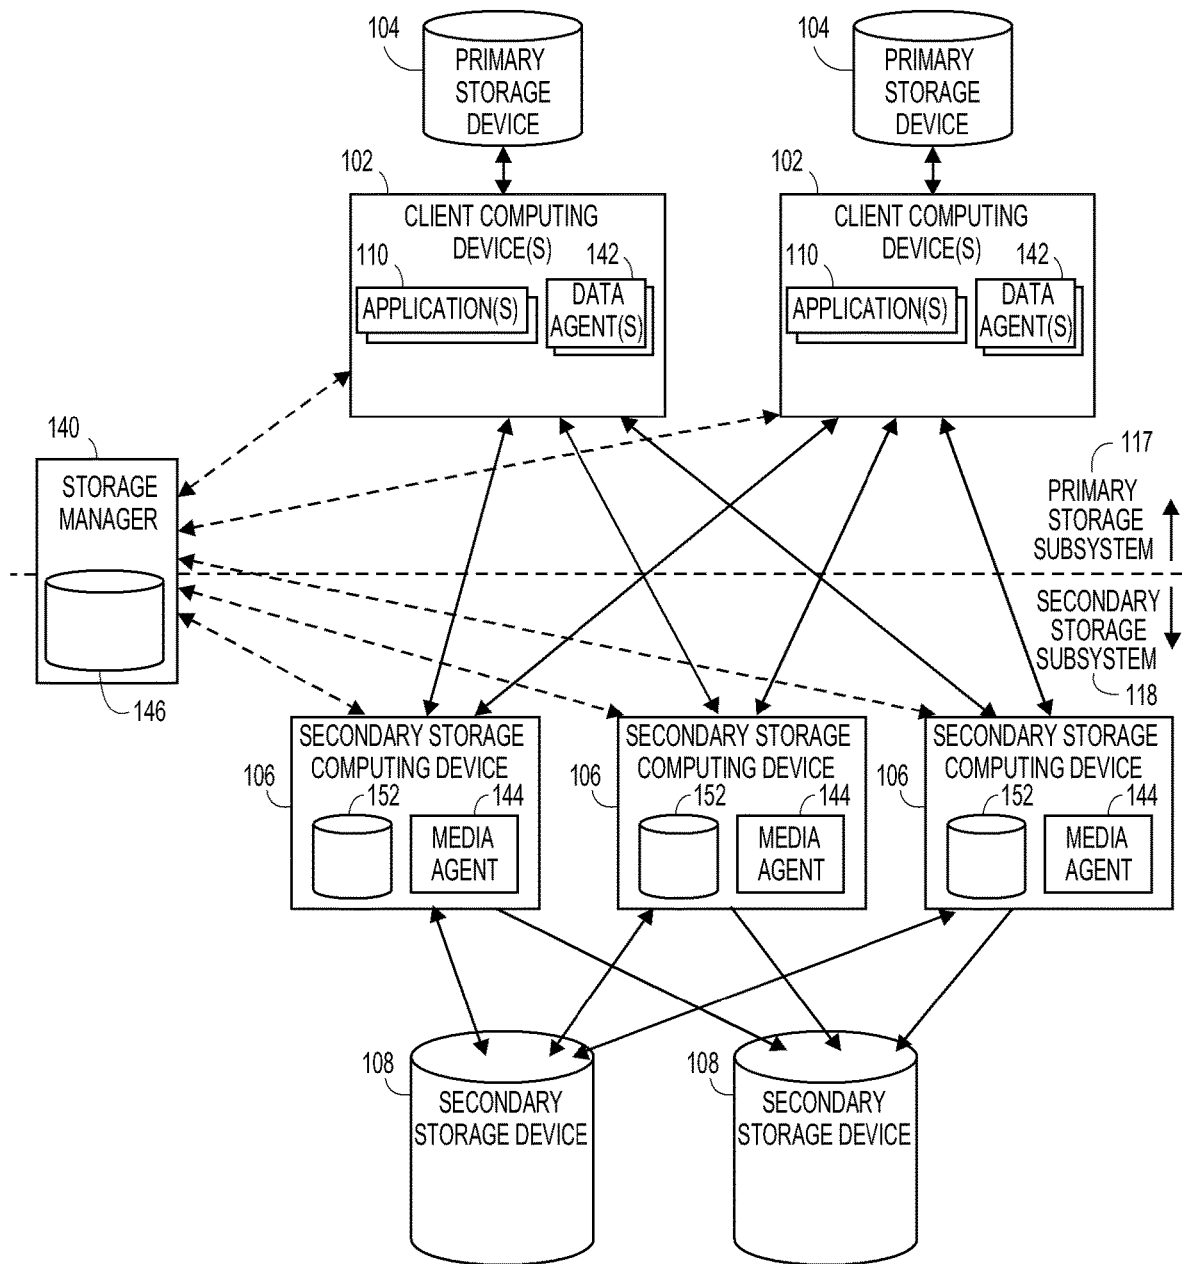 104
PRIMARY
STORAGE
DEVICE
104
PRIMARY
STORAGE
DEVICE
102
CLIENT COMPUTING
DEVICE(S)
110
142
APPLICATION(S)
DATA
AGENT(S)
102
CLIENT COMPUTING
DEVICE(S)
110
142
APPLICATION(S)
DATA
AGENT(S)
140
STORAGE
MANAGER
146
117
PRIMARY
STORAGE
SUBSYSTEM
SECONDARY
STORAGE
SUBSYSTEM
118
SECONDARY STORAGE
COMPUTING DEVICE
106
152
144
MEDIA
AGENT
SECONDARY STORAGE
COMPUTING DEVICE
106
152
144
MEDIA
AGENT
SECONDARY STORAGE
COMPUTING DEVICE
106
152
144
MEDIA
AGENT
108
SECONDARY
STORAGE DEVICE
108
SECONDARY
STORAGE DEVICE